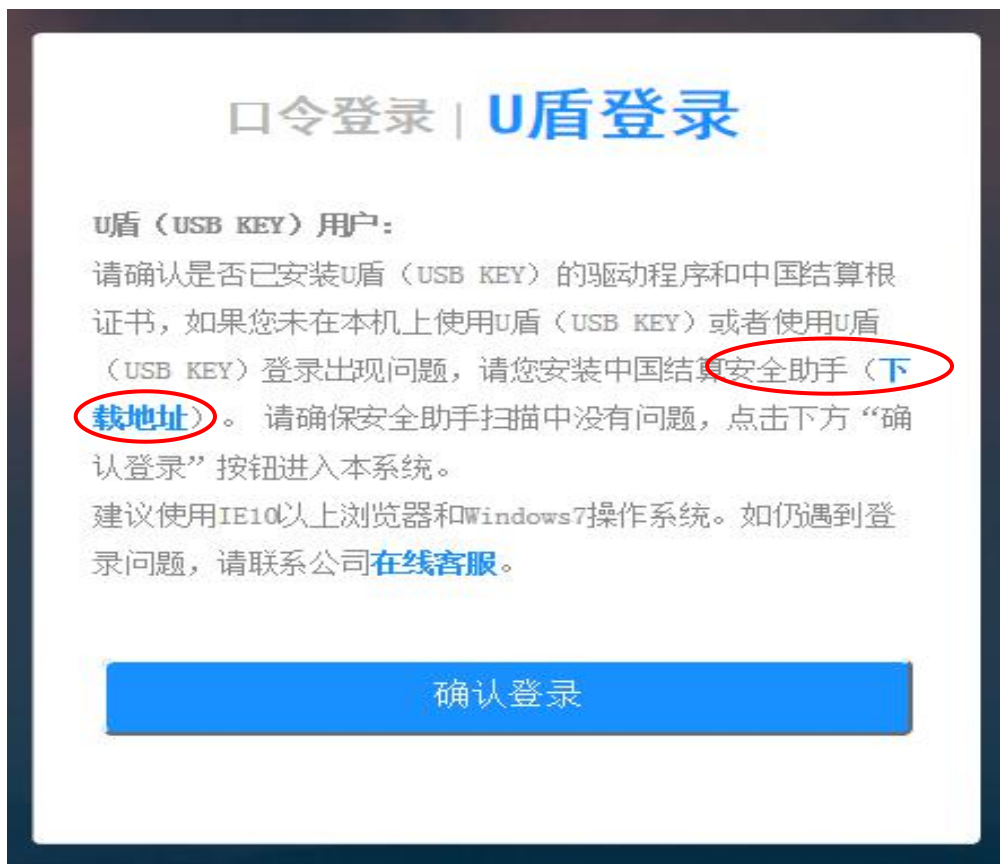 口令登录 | U盾登录
U盾（USB KEY）用户：
请确认是否已安装U盾（USB KEY）的驱动程序和中国结算根
证书，如果您未在本机上使用U盾（USB KEY）或者使用U盾
（USB KEY）登录出现问题，请您安装中国结算安全助手（下
载地址）。 请确保安全助手扫描中没有问题，点击下方“确
认登录”按钮进入本系统。
建议使用IE10以上浏览器和Windows7操作系统。如仍遇到登
录问题，请联系公司在线客服。
确认登录